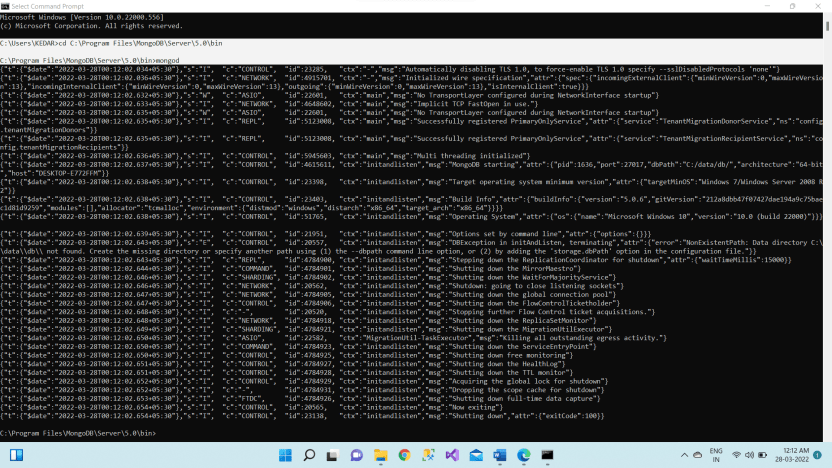 Select Command Prompt
Microsoft Windows [Version 10.0.22000.556]
(c) Microsoft Corporation. All rights reserved.
C:\Users\KEDAR>cd C:\Program Files\MongoDB\Server\5.0\bin
C:\Program Files\MongoDB\Server\5.0\bin>mongod
{"t":{"$date":"2022-03-28T00:12:02.034+05:30"},"s":"I", "c":"CONTROL", "id":23285, "ctx":"-","msg":"Automatically disabling TLS 1.0, to force-enable TLS 1.0 specify --sslDisabledProtocols 'none'"}
{"t":{"$date":"2022-03-28T00:12:02.036+05:30"},"s":"I", "c":"NETWORK", "id":4915701, "ctx":"-","msg":"Initialized wire specification","attr":{"spec":{"incomingExternalClient":{"minWireVersion":0,"maxWireVersio
n":13},"incomingInternalClient":{"minWireVersion":0,"maxWireVersion":13},"outgoing":{"minWireVersion":0,"maxWireVersion":13},"isInternalClient":true}}}
{"t":{"$date":"2022-03-28T00:12:02.632+05:30"},"s":"W", "c":"ASIO", "id":22601, "ctx":"main","msg":"No TransportLayer configured during NetworkInterface startup"}
{"t":{"$date":"2022-03-28T00:12:02.632+05:30"},"s":"I", "c":"NETWORK", "id":4648602, "ctx":"main","msg":"Implicit TCP FastOpen in use."}
{"t":{"$date":"2022-03-28T00:12:02.635+05:30"},"s":"W", "c":"ASIO", "id":22601, "ctx":"main","msg":"No TransportLayer configured during NetworkInterface startup"}
{"t":{"$date":"2022-03-28T00:12:02.635+05:30"},"s":"I", "c":"REPL", "id":5123008, "ctx":"main","msg":"Successfully registered PrimaryOnlyService","attr":{"service":"TenantMigrationDonorService","ns":"config
.tenantMigrationDonors"}}
{"t":{"$date":"2022-03-28T00:12:02.635+05:30"},"s":"I", "c":"REPL", "id":5123008, "ctx":"main","msg":"Successfully registered PrimaryOnlyService","attr":{"service":"TenantMigrationRecipientService","ns":"co
nfig.tenantMigrationRecipients"}}
{"t":{"$date":"2022-03-28T00:12:02.636+05:30"},"s":"I", "c":"CONTROL", "id":5945603, "ctx":"main","msg":"Multi threading initialized"}
{"t":{"$date":"2022-03-28T00:12:02.637+05:30"},"s":"I", "c":"CONTROL", "id":4615611, "ctx":"initandlisten","msg":"MongoDB starting","attr":{"pid":1636,"port":27017,"dbPath":"C:/data/db/","architecture":"64-bit
","host":"DESKTOP-E772FFM"}}
{"t":{"$date":"2022-03-28T00:12:02.638+05:30"},"s":"I", "c":"CONTROL", "id":23398, "ctx":"initandlisten","msg":"Target operating system minimum version","attr":{"targetMinOS":"Windows 7/Windows Server 2008 R
2"}}
{"t":{"$date":"2022-03-28T00:12:02.638+05:30"},"s":"I", "c":"CONTROL", "id":23403, "ctx":"initandlisten","msg":"Build Info","attr":{"buildInfo":{"version":"5.0.6","gitVersion":"212a8dbb47f07427dae194a9c75bae
c1d81d9259","modules":[],"allocator":"tcmalloc","environment":{"distmod":"windows","distarch":"x86_64","target_arch":"x86_64"}}}}
{"t":{"$date":"2022-03-28T00:12:02.638+05:30"},"s":"I", "c":"CONTROL", "id":51765, "ctx":"initandlisten","msg":"Operating System","attr":{"os":{"name":"Microsoft Windows 10","version":"10.0 (build 22000)"}}}
{"t":{"$date":"2022-03-28T00:12:02.639+05:30"},"s":"I", "c":"CONTROL", "id":21951, "ctx":"initandlisten","msg":"Options set by command line","attr":{"options":{}}}
{"t":{"$date":"2022-03-28T00:12:02.643+05:30"},"s":"E", "c":"CONTROL", "id":20557, "ctx":"initandlisten","msg":"DBException in initAndListen, terminating","attr":{"error":"NonExistentPath: Data directory C:\
\data\\db\\ not found. Create the missing directory or specify another path using (1) the --dbpath command line option, or (2) by adding the 'storage.dbPath' option in the configuration file."}}
{"t":{"$date":"2022-03-28T00:12:02.643+05:30"},"s":"I", "c":"REPL", "id":4784900, "ctx":"initandlisten","msg":"Stepping down the ReplicationCoordinator for shutdown","attr":{"waitTimeMillis":15000}}
{"t":{"$date":"2022-03-28T00:12:02.644+05:30"},"s":"I", "c":"COMMAND", "id":4784901, "ctx":"initandlisten","msg":"Shutting down the MirrorMaestro"}
{"t":{"$date":"2022-03-28T00:12:02.645+05:30"},"s":"I", "c":"SHARDING", "id":4784902, "ctx":"initandlisten","msg":"Shutting down the WaitForMajorityService"}
{"t":{"$date":"2022-03-28T00:12:02.646+05:30"},"s":"I", "c":"NETWORK", "id":20562, "ctx":"initandlisten","msg":"Shutdown: going to close listening sockets"}
{"t":{"$date":"2022-03-28T00:12:02.647+05:30"},"s":"I", "c":"NETWORK", "id":4784905, "ctx":"initandlisten","msg":"Shutting down the global connection pool"}
{"t":{"$date":"2022-03-28T00:12:02.647+05:30"},"s":"I", "c":"CONTROL", "id":4784906, "ctx":"initandlisten","msg":"Shutting down the FlowControlTicketholder"}
{"t":{"$date":"2022-03-28T00:12:02.648+05:30"},"s":"I", "c":"-", "id":20520, "ctx":"initandlisten","msg":"Stopping further Flow Control ticket acquisitions."}
{"t":{"$date":"2022-03-28T00:12:02.648+05:30"},"s":"I", "c":"NETWORK", "id":4784918, "ctx":"initandlisten","msg":"Shutting down the ReplicaSetMonitor"}
{"t":{"$date":"2022-03-28T00:12:02.649+05:30"},"s":"I", "c":"SHARDING", "id":4784921, "ctx":"initandlisten","msg":"Shutting down the MigrationUtilExecutor"}
{"t":{"$date":"2022-03-28T00:12:02.649+05:30"},"s":"I", "c":"ASIO", "id":22582, "ctx":"MigrationUtil-TaskExecutor","msg":"Killing all outstanding egress activity."}
{"t":{"$date":"2022-03-28T00:12:02.650+05:30"},"s":"I", "c":"COMMAND", "id":4784923, "ctx":"initandlisten","msg":"Shutting down the ServiceEntryPoint"}
{"t":{"$date":"2022-03-28T00:12:02.650+05:30"},"s":"I", "c":"CONTROL", "id":4784925, "ctx":"initandlisten","msg":"Shutting down free monitoring"}
{"t":{"$date":"2022-03-28T00:12:02.651+05:30"},"s":"I", "c":"CONTROL", "id":4784927, "ctx":"initandlisten","msg":"Shutting down the HealthLog"}
{"t":{"$date":"2022-03-28T00:12:02.651+05:30"},"s":"I", "c":"CONTROL", "id":4784928, "ctx":"initandlisten","msg":"Shutting down the TTL monitor"}
{"t":{"$date":"2022-03-28T00:12:02.652+05:30"},"s":"I", "c":"CONTROL", "id":4784929, "ctx":"initandlisten","msg":"Acquiring the global lock for shutdown"}
{"t":{"$date":"2022-03-28T00:12:02.652+05:30"},"s":"I", "c":"-", "id":4784931, "ctx":"initandlisten","msg":"Dropping the scope cache for shutdown"}
{"t":{"$date":"2022-03-28T00:12:02.653+05:30"},"s":"I", "c":"FTDC", "id":4784926, "ctx":"initandlisten","msg":"Shutting down full-time data capture"}
{"t":{"$date":"2022-03-28T00:12:02.654+05:30"},"s":"I", "c":"CONTROL", "id":20565, "ctx":"initandlisten","msg":"Now exiting"}
{"t":{"$date":"2022-03-28T00:12:02.654+05:30"},"s":"I", "c":"CONTROL", "id":23138, "ctx":"initandlisten","msg":"Shutting down","attr":{"exitCode":100}}
C:\Program Files\MongoDB\Server\5.0\bin>
ENG
IN
12:12 AM
28-03-2022
1